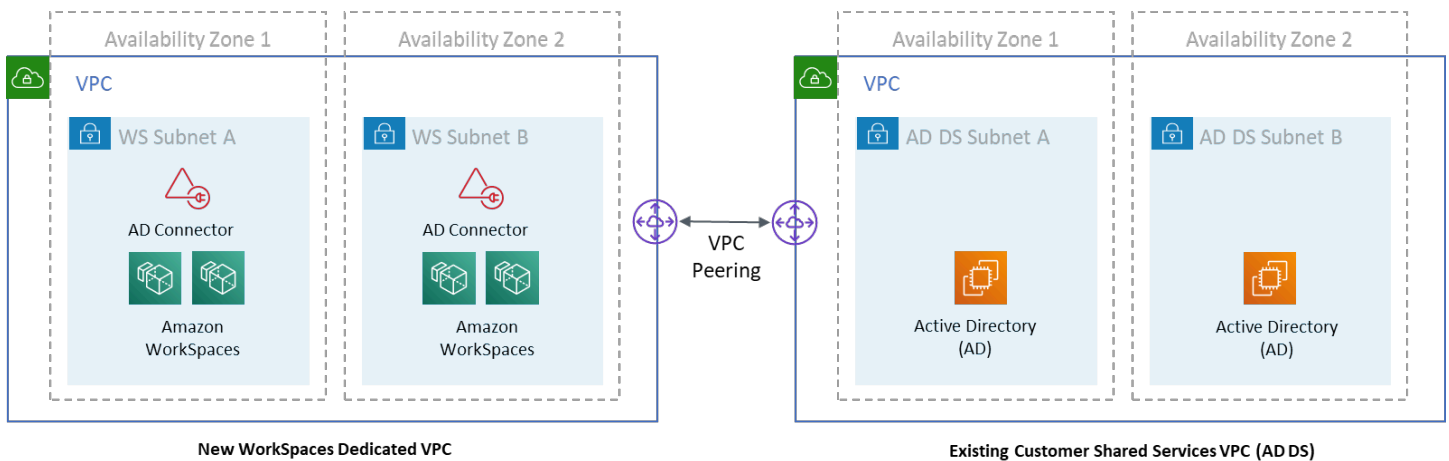 Availability Zone 1
Availability Zone 2
VPC
WS Subnet A
WS Subnet B
AD Connector
AD Connector
Amazon
WorkSpaces
Amazon
WorkSpaces
New WorkSpaces Dedicated VPC
VPC
Peering
Availability Zone 1
Availability Zone 2
VPC
AD DS Subnet A
AD DS Subnet B
Active Directory
(AD)
Active Directory
(AD)
Existing Customer Shared Services VPC (AD DS)